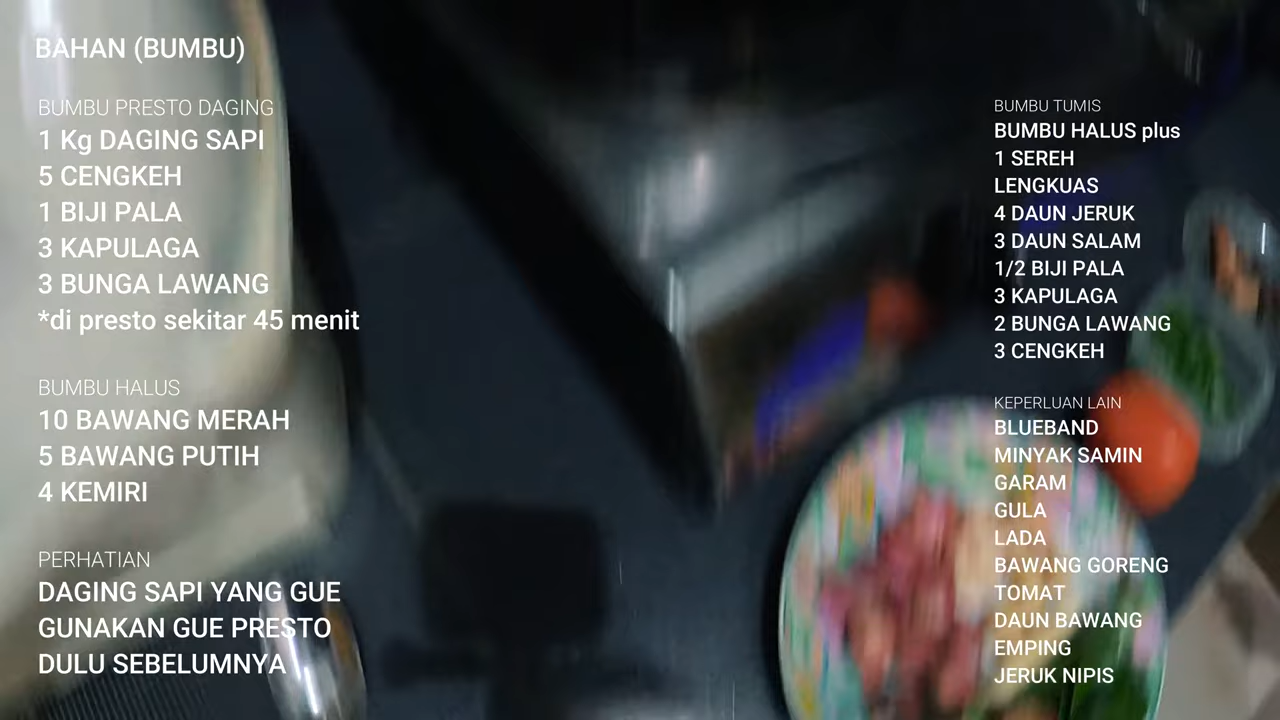 BAHAN (BUMBU)
BUMBU PRESTO DAGING
1 Kg DAGING SAPI
5 CENGKEH
1 BIJI PALA
3 KAPULAGA
3 BUNGA LAWANG
*di presto sekitar 45 menit
BUMBU HALUS
10 BAWANG MERAH
5 BAWANG PUTIH
4 KEMIRI
PERHATIAN
DAGING SAPI YANG GUE
GUNAKAN GUE PRESTO
DULU SEBELUMNYA
BUMBU TUMIS
BUMBU HALUS plus
1 SEREH
LENGKUAS
4 DAUN JERUK
3 DAUN SALAM
1/2 BIJI PALA
3 KAPULAGA
2 BUNGA LAWANG
3 CENGKEH
KEPERLUAN LAIN
BLUEBAND
MINYAK SAMIN
GARAM
GULA
LADA
BAWANG GORENG
TOMAT
DAUN BAWANG
EMPING
JERUK NIPIS